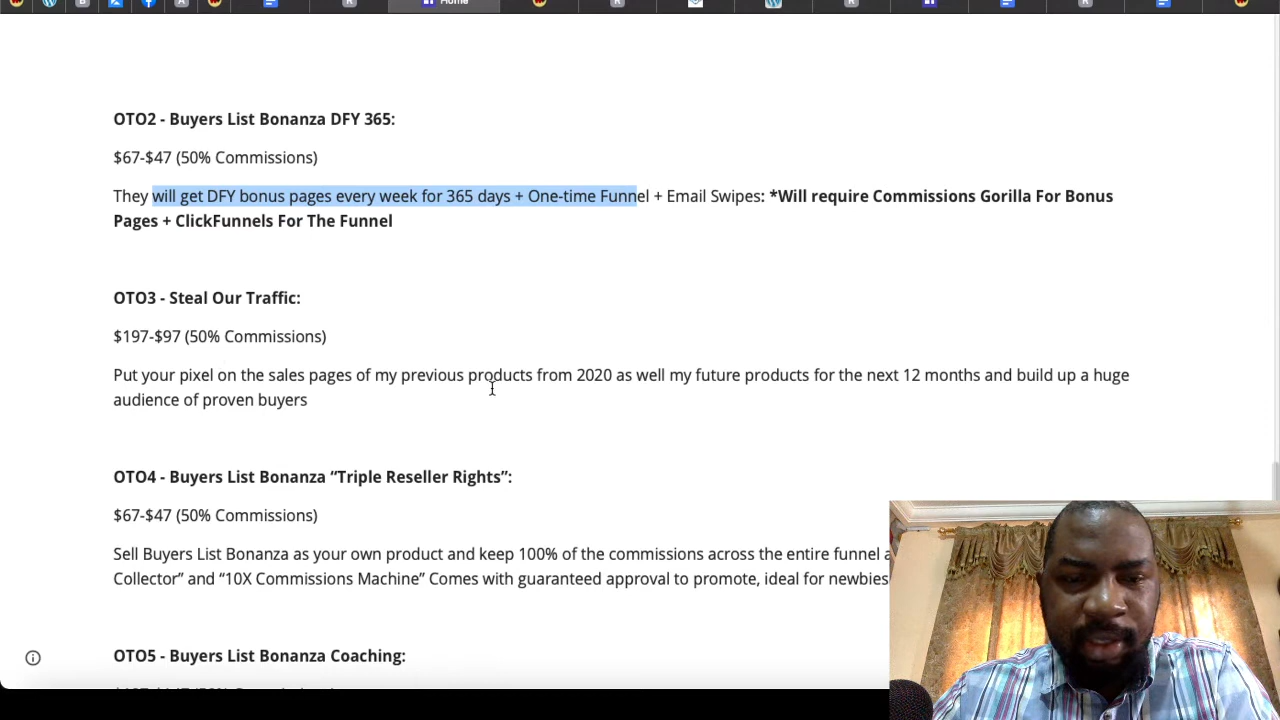 Home
OTO2 - Buyers List Bonanza DFY 365:
$67-$47 (50% Commissions)
They will get DFY bonus pages every week for 365 days + One-time Funnel + Email Swipes: *Will require Commissions Gorilla For Bonus
Pages + ClickFunnels For The Funnel
OTO3 - Steal Our Traffic:
$197-$97 (50% Commissions)
Put your pixel on the sales pages of my previous products from 2020 as well my future products for the next 12 months and build up a huge
audience of proven buyers
OTO4 - Buyers List Bonanza “Triple Reseller Rights”:
$67-$47 (50% Commissions)
Sell Buyers List Bonanza as your own product and keep 100% of the commissions across the entire funnel
Collector” and “10X Commissions Machine” Comes with guaranteed approval to promote, ideal for newbies
OTO5 - Buyers List Bonanza Coaching: